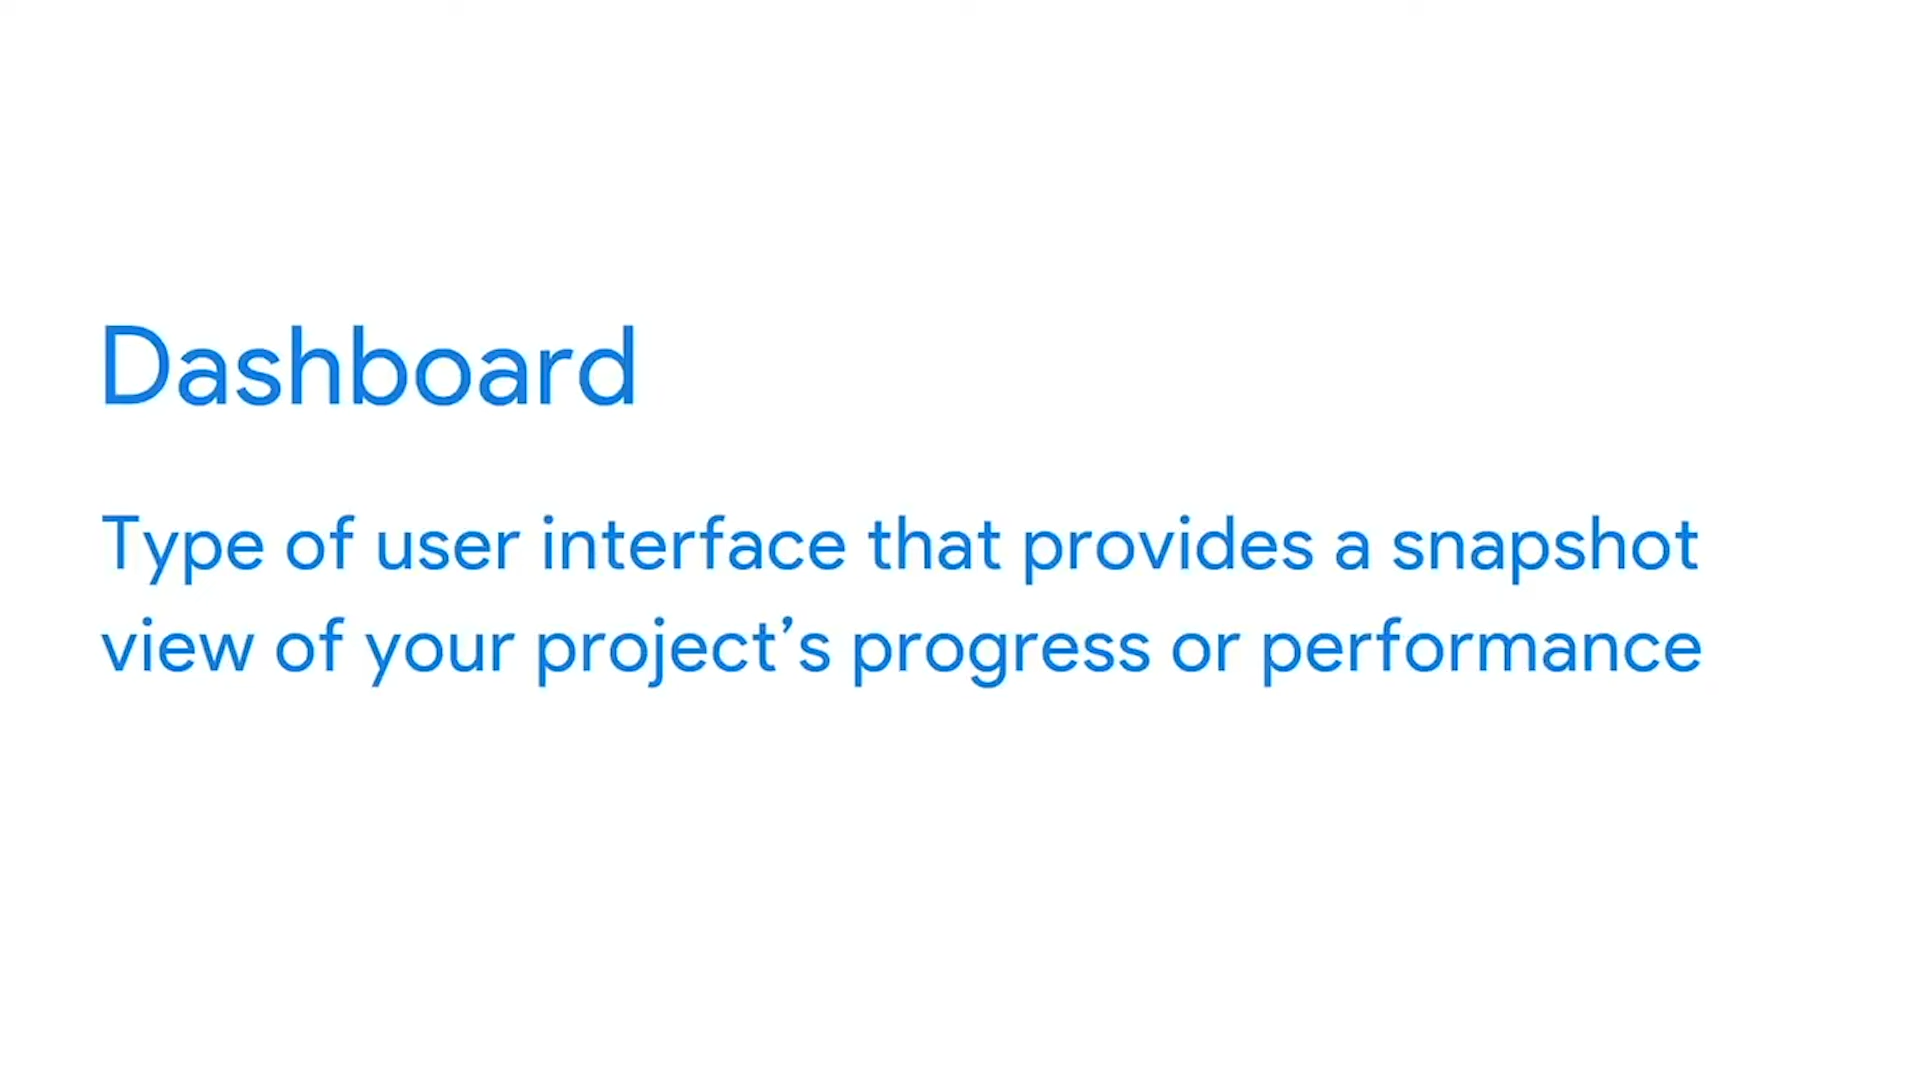 Dashboard
Type of user interface that provides a snapshot
view of your project’s progress or performance